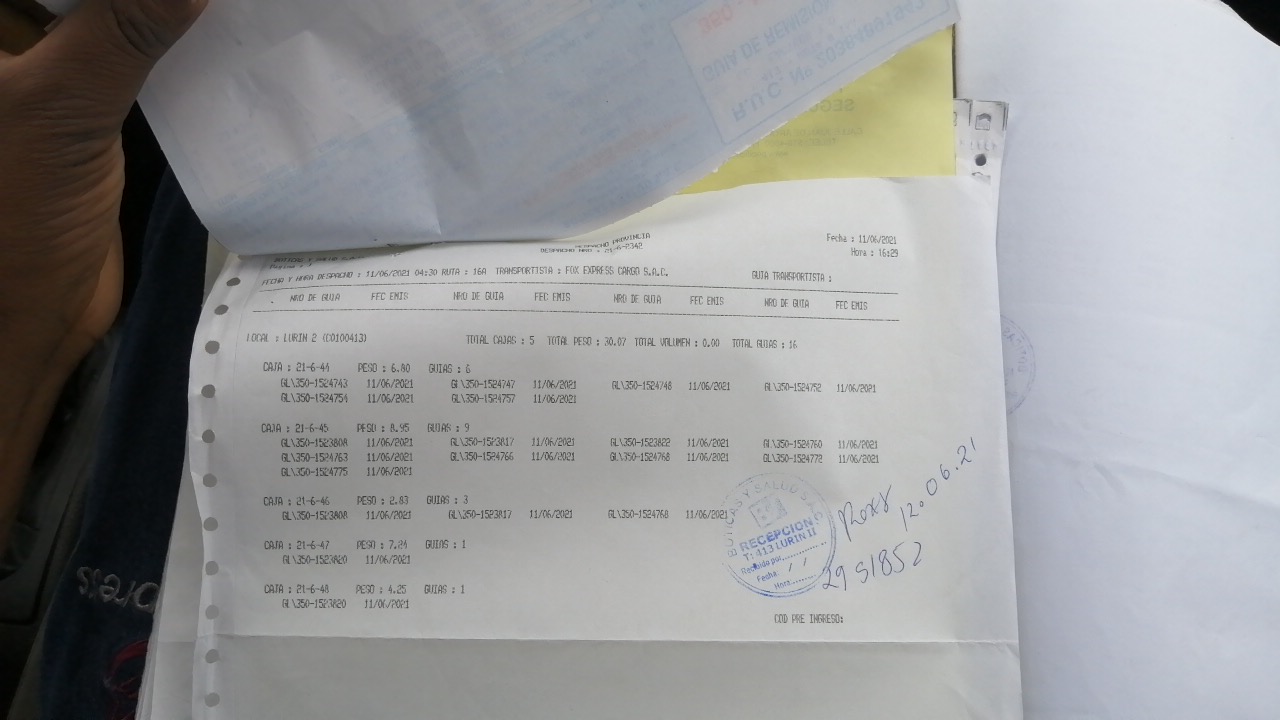 DESPACHO PROVINCIA
Fecha : 11/06/2021
Hora : 16:29
FECHA Y HORA DESPACHO : 11/06/2021 04:30 RUTA : 16A TRANSPORTISTA : FOX EXPRESS CARGO S.A.C. GUIA TRANSPORTISTA :
NRO DE GUIA FEC EMIS NRO DE GUIA FEC EMIS NRO DE GUIA FEC EMIS NRO DE GUIA FEC EMIS
LOCAL : LURIN 2 (C0100413) TOTAL CAJAS : 5 TOTAL PESO : 30.07 TOTAL VOLUMEN : 0.00 TOTAL GUIAS : 16
CAJA : 21-6-44 PESO : 6.80 GUIAS : 6
GL\350-1524743 11/06/2021 GL\350-1524747 11/06/2021 GL\350-1524748 11/06/2021 GL\350-1524752 11/06/2021
GL\350-1524754 11/06/2021 GL\350-1524757 11/06/2021
CAJA : 21-6-45 PESO : 8.95 GUIAS : 9
GL\350-1523808 11/06/2021 GL\350-1523817 11/06/2021 GL\350-1523822 11/06/2021 GL\350-1524760 11/06/2021
GL\350-1524763 11/06/2021 GL\350-1524766 11/06/2021 GL\350-1524768 11/06/2021 GL\350-1524772 11/06/2021
GL\350-1524775 11/06/2021
CAJA : 21-6-46 PESO : 2.83 GUIAS : 3
GL\350-1523808 11/06/2021 GL\350-1523817 11/06/2021 GL\350-1524768 11/06/2021
CAJA : 21-6-47 PESO : 7.24 GUIAS : 1
GL\350-1523820 11/06/2021
CAJA : 21-6-48 PESO : 4.25 GUIAS : 1
GL\350-1523820 11/06/2021
BOTICAS Y SALUD
RECEPCION
T: 413 LURIN II
Recibido por
Fecha
Hora
12.06.21
COD PRE INGRESO: